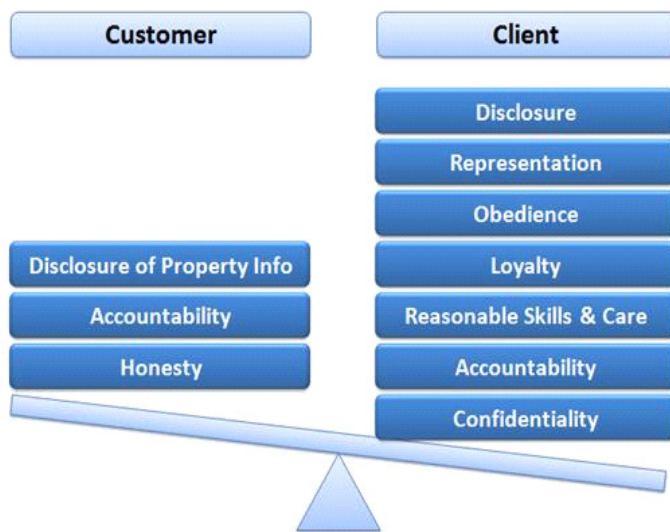 Customer
Client
Disclosure
Representation
Obedience
Disclosure of Property Info
Loyalty
Accountability
Reasonable Skills & Care
Honesty
Accountability
Confidentiality